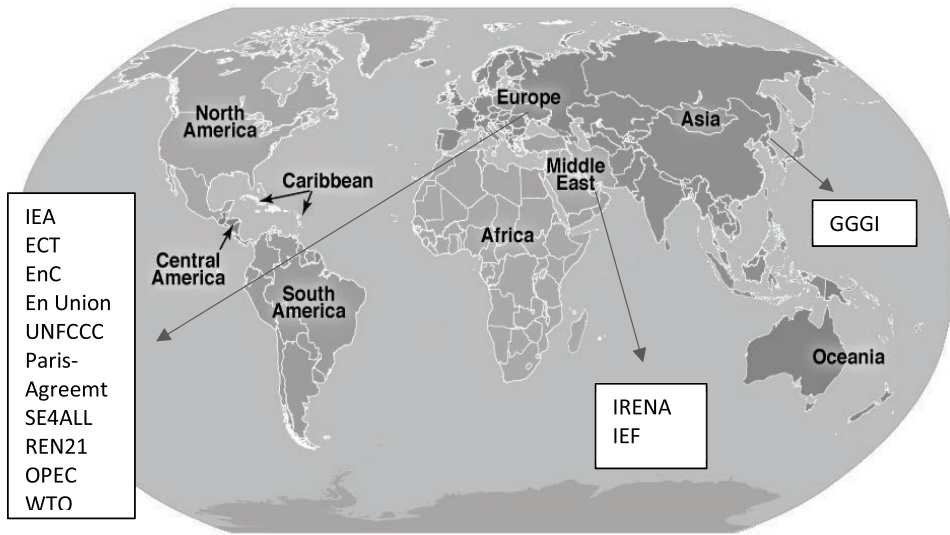 North
America
Caribbean
Central
America
South
America
Europe
Asia
Middle
East
Africa
Oceania
IEA
ECT
EnC
En Union
UNFCCC
Paris-
Agreemt
SE4ALL
REN21
OPEC
WTO
GGGI
IRENA
IEF